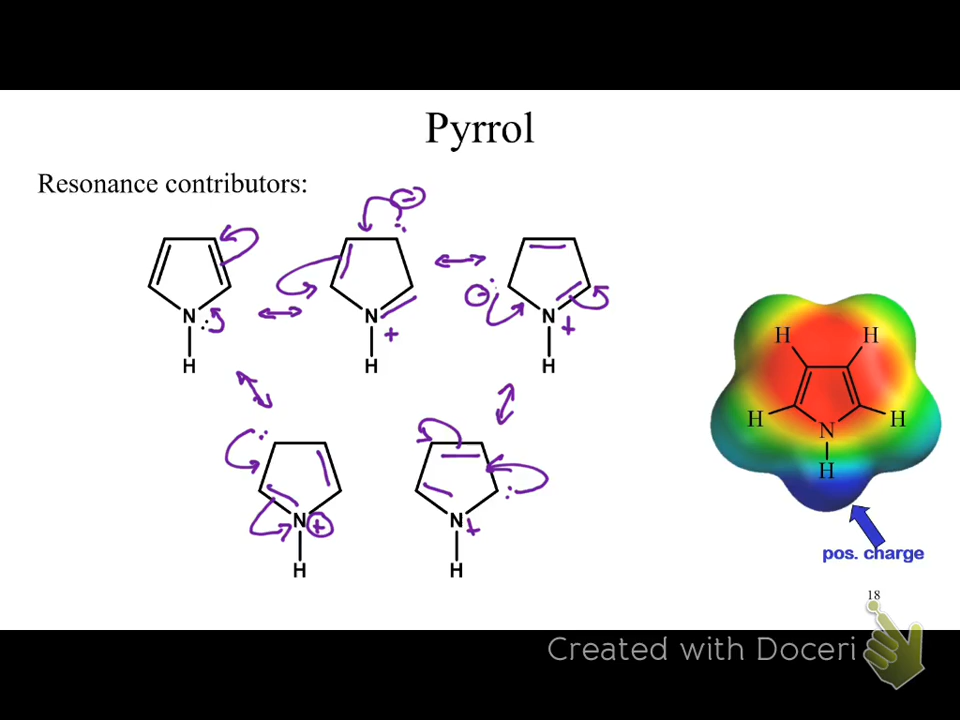 Pyrrol
Resonance contributors:
N
H
N
+
H
N
+
H
N
+
H
N
+
H
H
H
H
H
N
H
pos. charge
18
Created with Doceri